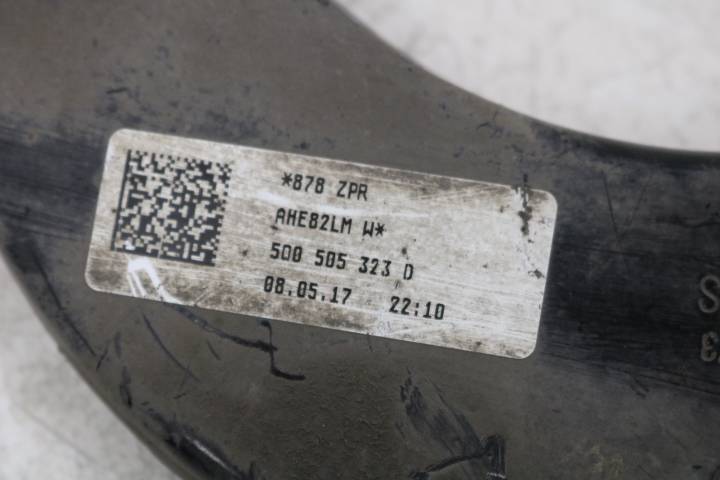 *878 ZPR
AHE82LM W*
5Q0 505 323 D
08.05.17 22:10
S